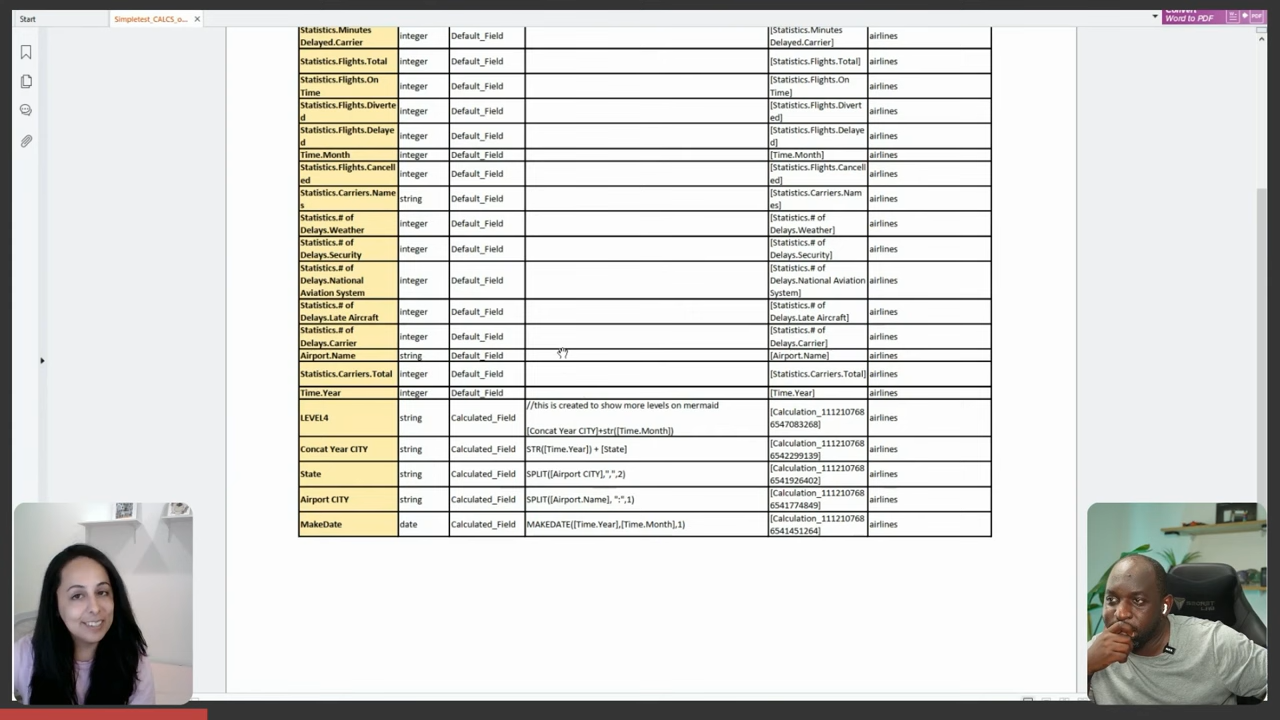 Start
Simpletest_CALCS_o...
Convert
Word to PDF
PDF
Statistics.Minutes
Delayed.Carrier
integer
Default_Field
[Statistics.Minutes
Delayed.Carrier]
airlines
Statistics.Flights.Total
integer
Default_Field
[Statistics.Flights.Total]
airlines
Statistics.Flights.On
Time
integer
Default_Field
[Statistics.Flights.On
Time]
airlines
Statistics.Flights.Diverte
d
integer
Default_Field
[Statistics.Flights.Divert
ed]
airlines
Statistics.Flights.Delaye
d
integer
Default_Field
[Statistics.Flights.Delaye
d]
airlines
Time.Month
integer
Default_Field
[Time.Month]
airlines
Statistics.Flights.Cancell
ed
integer
Default_Field
[Statistics.Flights.Cancell
ed]
airlines
Statistics.Carriers.Name
s
string
Default_Field
[Statistics.Carriers.Nam
es]
airlines
Statistics.# of
Delays.Weather
integer
Default_Field
[Statistics.# of
Delays.Weather]
airlines
Statistics.# of
Delays.Security
integer
Default_Field
[Statistics.# of
Delays.Security]
airlines
Statistics.# of
Delays.National
Aviation System
integer
Default_Field
[Statistics.# of
Delays.National Aviation
System]
airlines
Statistics.# of
Delays.Late Aircraft
integer
Default_Field
[Statistics.# of
Delays.Late Aircraft]
airlines
Statistics.# of
Delays.Carrier
integer
Default_Field
[Statistics.# of
Delays.Carrier]
airlines
Airport.Name
string
Default_Field
[Airport.Name]
airlines
Statistics.Carriers.Total
integer
Default_Field
[Statistics.Carriers.Total]
airlines
Time.Year
integer
Default_Field
[Time.Year]
airlines
LEVEL4
string
Calculated_Field
//this is created to show more levels on mermaid
[Concat Year CITY]+str([Time.Month])
[Calculation_111210768
6547083268]
airlines
Concat Year CITY
string
Calculated_Field
STR([Time.Year]) + [State]
[Calculation_111210768
6542299139]
airlines
State
string
Calculated_Field
SPLIT([Airport CITY],",",2)
[Calculation_111210768
6541926402]
airlines
Airport CITY
string
Calculated_Field
SPLIT([Airport.Name], ":",1)
[Calculation_111210768
6541774849]
airlines
MakeDate
date
Calculated_Field
MAKEDATE([Time.Year],[Time.Month],1)
[Calculation_111210768
6541451264]
airlines